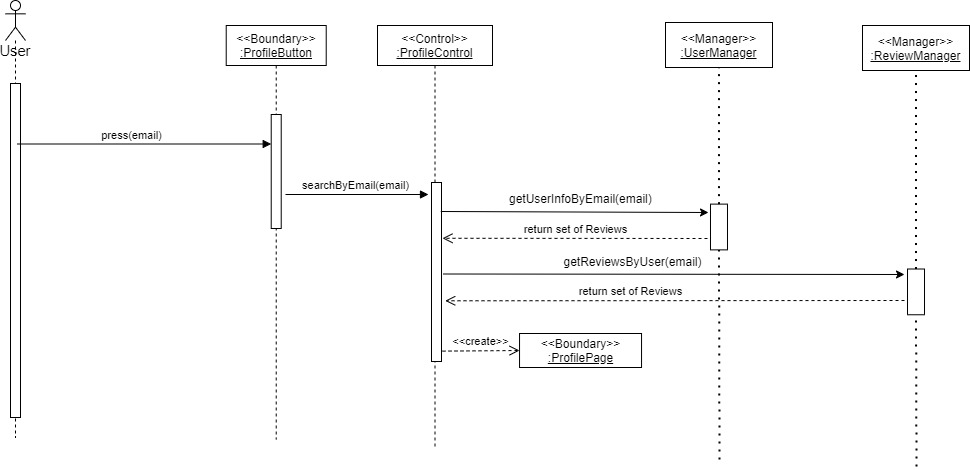 User
<<Boundary>>
:ProfileButton
<<Control>>
:ProfileControl
<<Manager>>
:UserManager
<<Manager>>
:ReviewManager
press(email)
searchByEmail(email)
getUserInfoByEmail(email)
return set of Reviews
getReviewsByUser(email)
return set of Reviews
<<create>>
<<Boundary>>
:ProfilePage